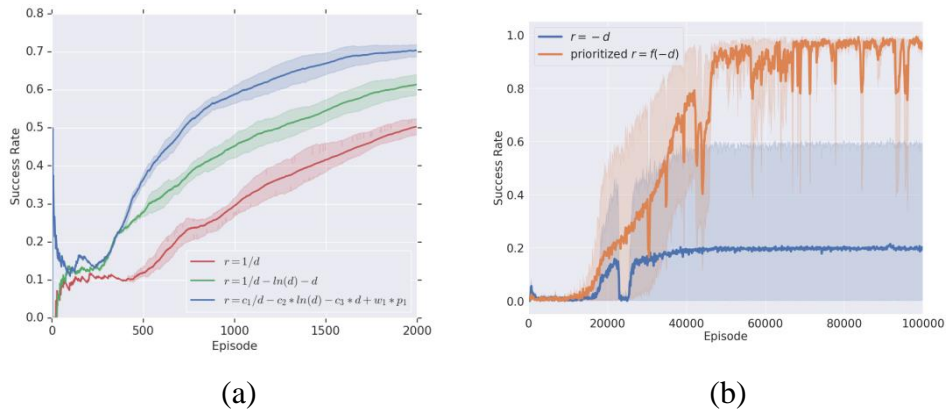 0.8
0.7
0.6
0.5
0.4
0.3
0.2
0.1
0.0
Success Rate
0
500
1000
1500
2000
Episode
r = 1/d
r = 1/d − ln(d) − d
r = c₁/d − c₂ * ln(d) − c₃ * d + w₁ * p₁
(a)
1.0
0.8
0.6
0.4
0.2
0.0
Success Rate
0
20000
40000
60000
80000
100000
Episode
r = − d
prioritized r = f(−d)
(b)